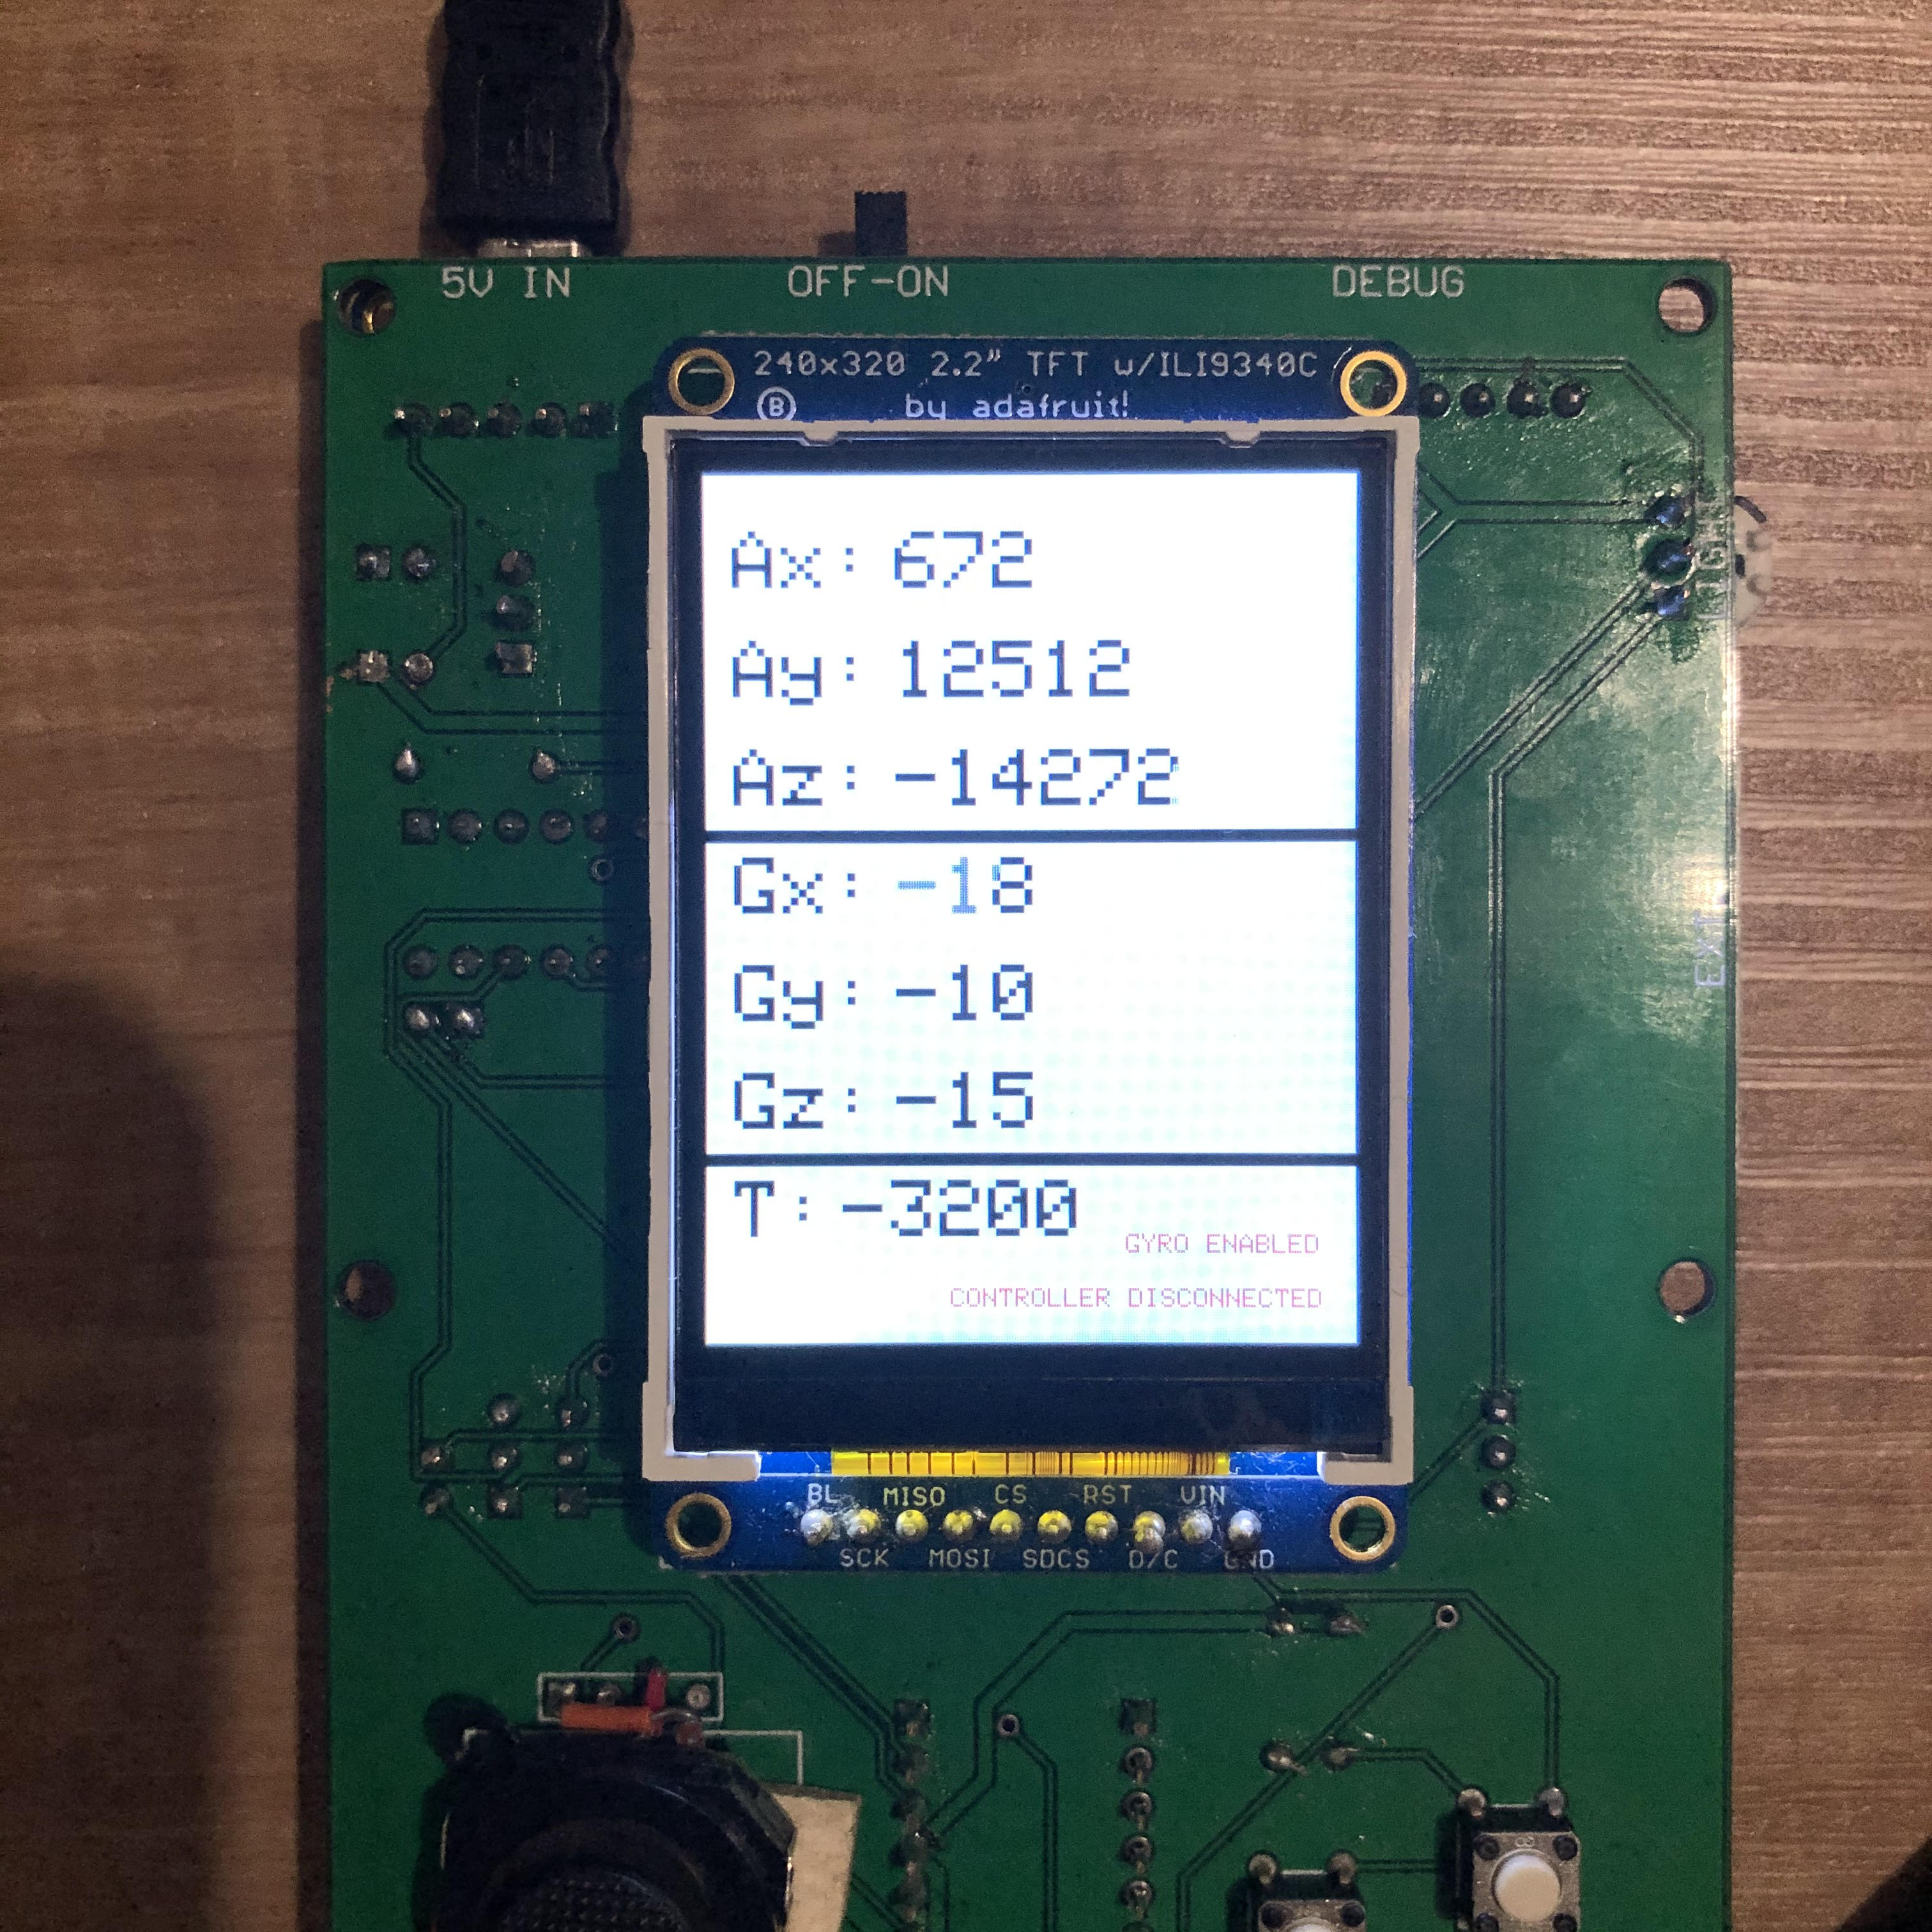 5V IN OFF-ON DEBUG
240x320 2.2" TFT w/ILI9340C
B by adafruit!
Ax: 672
Ay: 12512
Az: -14272
Gx: -18
Gy: -10
Gz: -15
T: -3200
GYRO ENABLED
CONTROLLER DISCONNECTED
BL MISO CS RST VIN
SCK MOSI SDCS D/C GND